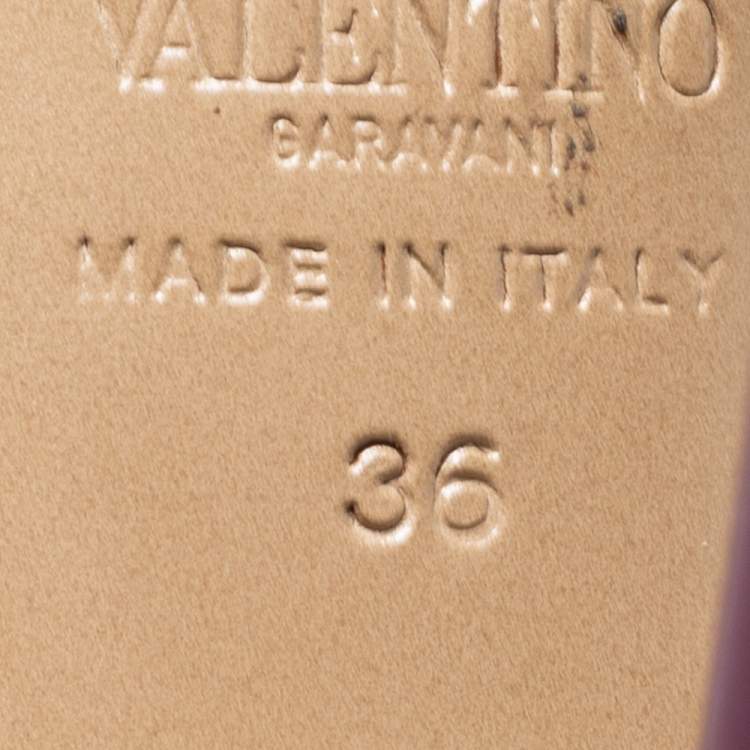 VALENTINO
GARAVANI
MADE IN ITALY
36